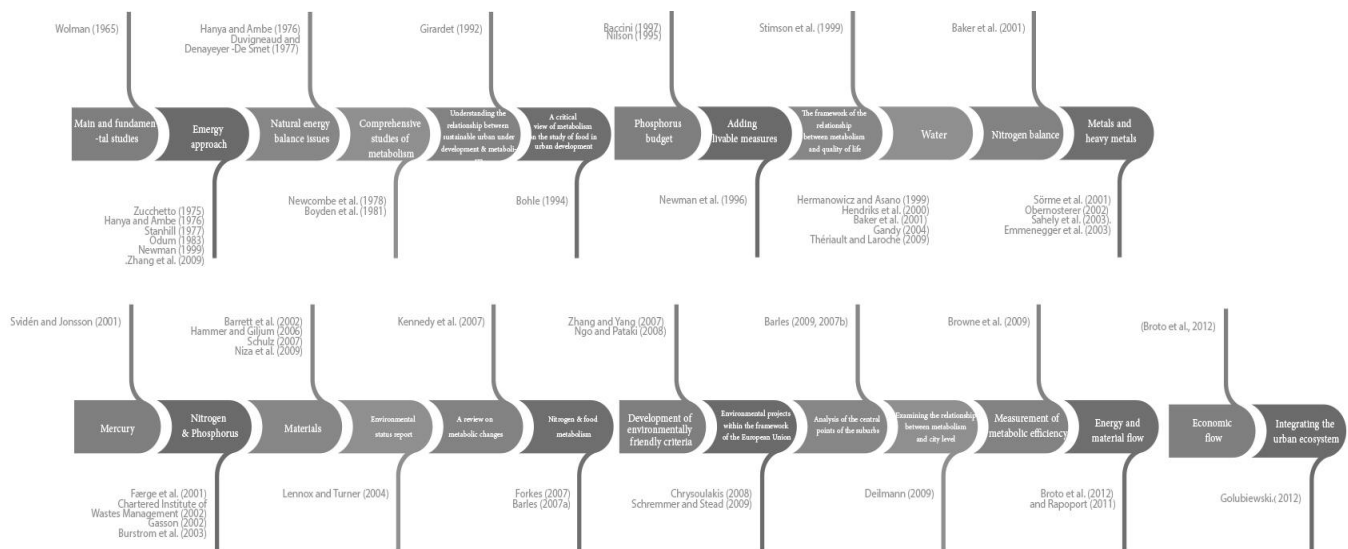 Wolman (1965)
Hanya and Ambe (1976)
Duvigneaud and
Denayeyer -De Smet (1977)
Girardet (1992)
Baccini (1997)
Nilson (1995)
Stimson et al. (1999)
Baker et al. (2001)
Main and fundamen
-tal studies
Emergy
approach
Natural energy
balance issues
Comprehensive
studies of
metabolism
Understanding the
relationship between
sustainable urban under
development & metaboli-
A critical
view of metabolism
in the study of food in
urban development
Phosphorus
budget
Adding
livable measures
The framework of the
relationship
between metabolism
and quality of life
Water
Nitrogen balance
Metals and
heavy metals
Zucchetto (1975)
Hanya and Ambe (1976)
Stanhill (1977)
Odum (1983)
Newman (1999)
.Zhang et al. (2009)
Newcombe et al. (1978)
Boyden et al. (1981)
Bohle (1994)
Newman et al. (1996)
Hermanowicz and Asano (1999)
Hendriks et al. (2000)
Baker et al. (2001)
Gandy (2004)
Thériault and Laroche (2009)
Sörme et al. (2001)
Obernosterer (2002)
Sahely et al. (2003),
Emmenegger et al. (2003)
Svidén and Jonsson (2001)
Barrett et al. (2002)
Hammer and Giljum (2006)
Schulz (2007)
Niza et al. (2009)
Kennedy et al. (2007)
Zhang and Yang (2007)
Ngo and Pataki (2008)
Barles (2009, 2007b)
Browne et al. (2009)
(Broto et al., 2012)
Mercury
Nitrogen
& Phosphorus
Materials
Environmental
status report
A review on
metabolic changes
Nitrogen & food
metabolism
Development of
environmentally
friendly criteria
Environmental projects
within the framework
of the European Union
Analysis of the central
points of the suburbs
Examining the relationship
between metabolism
and city level
Measurement of
metabolic efficiency
Energy and
material flow
Economic
flow
Integrating the
urban ecosystem
Færge et al. (2001)
Chartered Institute of
Wastes Management (2002)
Gasson (2002)
Burstrom et al. (2003)
Lennox and Turner (2004)
Forkes (2007)
Barles (2007a)
Chrysoulakis (2008)
Schremmer and Stead (2009)
Deilmann (2009)
Broto et al. (2012)
and Rapoport (2011)
Golubiewski.( 2012)